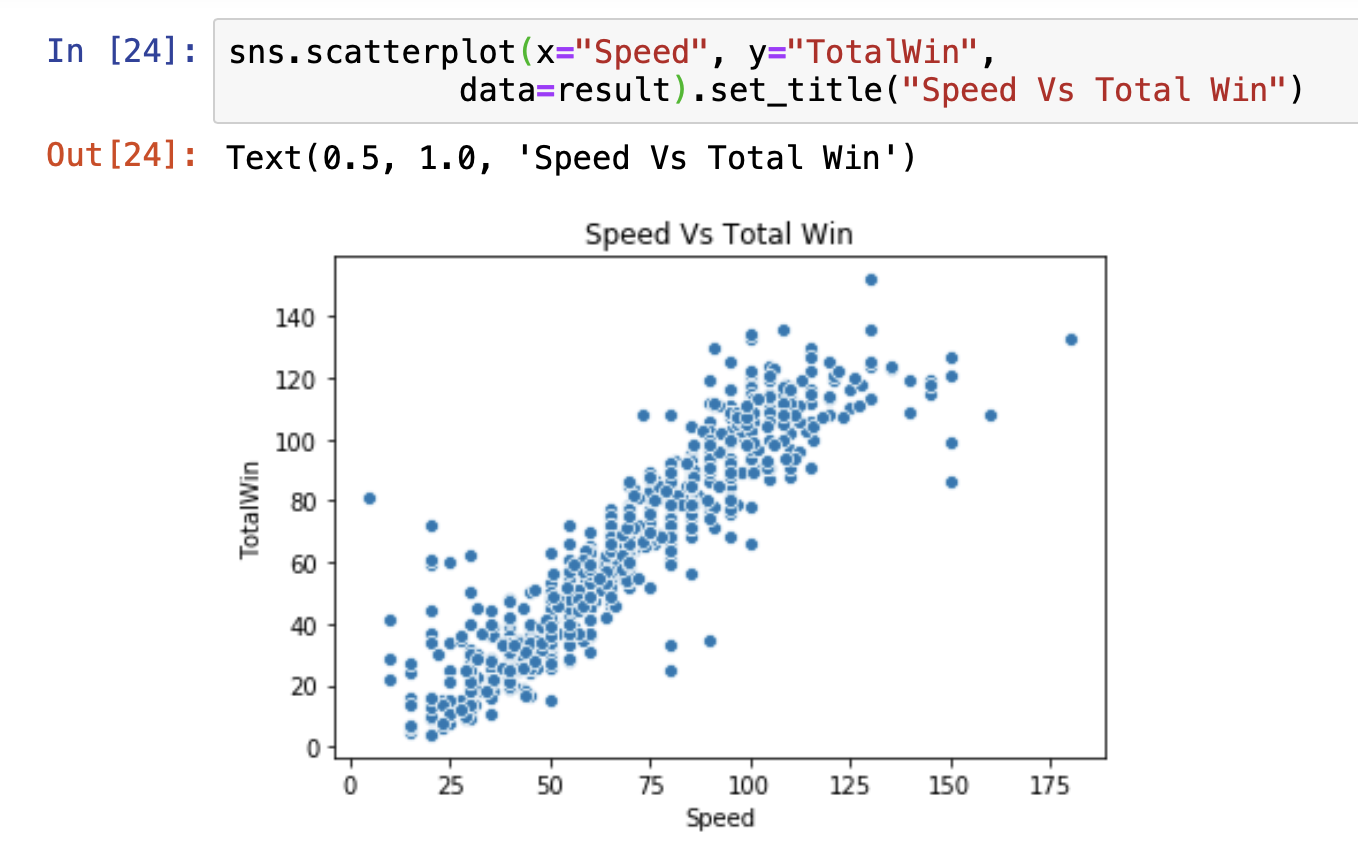 In [24]: sns.scatterplot(x="Speed", y="TotalWin",
data=result).set_title("Speed Vs Total Win")
Out[24]: Text(0.5, 1.0, 'Speed Vs Total Win')
Speed Vs Total Win
140
120
100
80
60
40
20
0
TotalWin
0 25 50 75 100 125 150 175
Speed